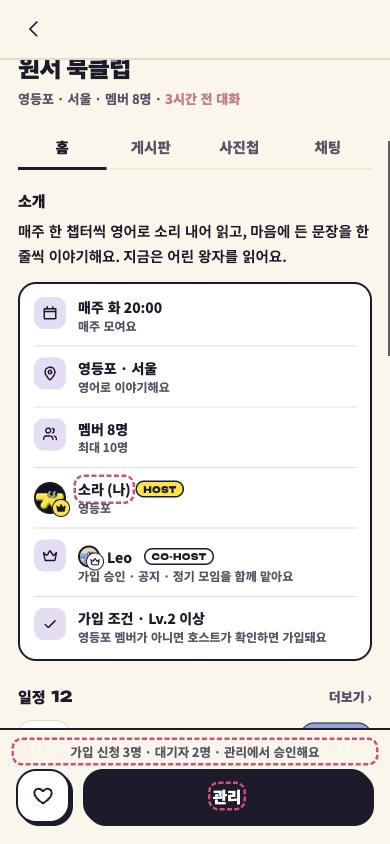 원서 북클럽
영등포 · 서울 · 멤버 8명 · 3시간 전 대화
홈 게시판 사진첩 채팅
소개
매주 한 챕터씩 영어로 소리 내어 읽고, 마음에 든 문장을 한
줄씩 이야기해요. 지금은 어린 왕자를 읽어요.
매주 화 20:00
매주 모여요
영등포 · 서울
영어로 이야기해요
멤버 8명
최대 10명
소라 (나) HOST
영등포
Leo CO-HOST
가입 승인 · 공지 · 정기 모임을 함께 맡아요
가입 조건 · Lv.2 이상
영등포 멤버가 아니면 호스트가 확인하면 가입돼요
일정 12 더보기 ›
가입 신청 3명 · 대기자 2명 · 관리에서 승인해요
관리